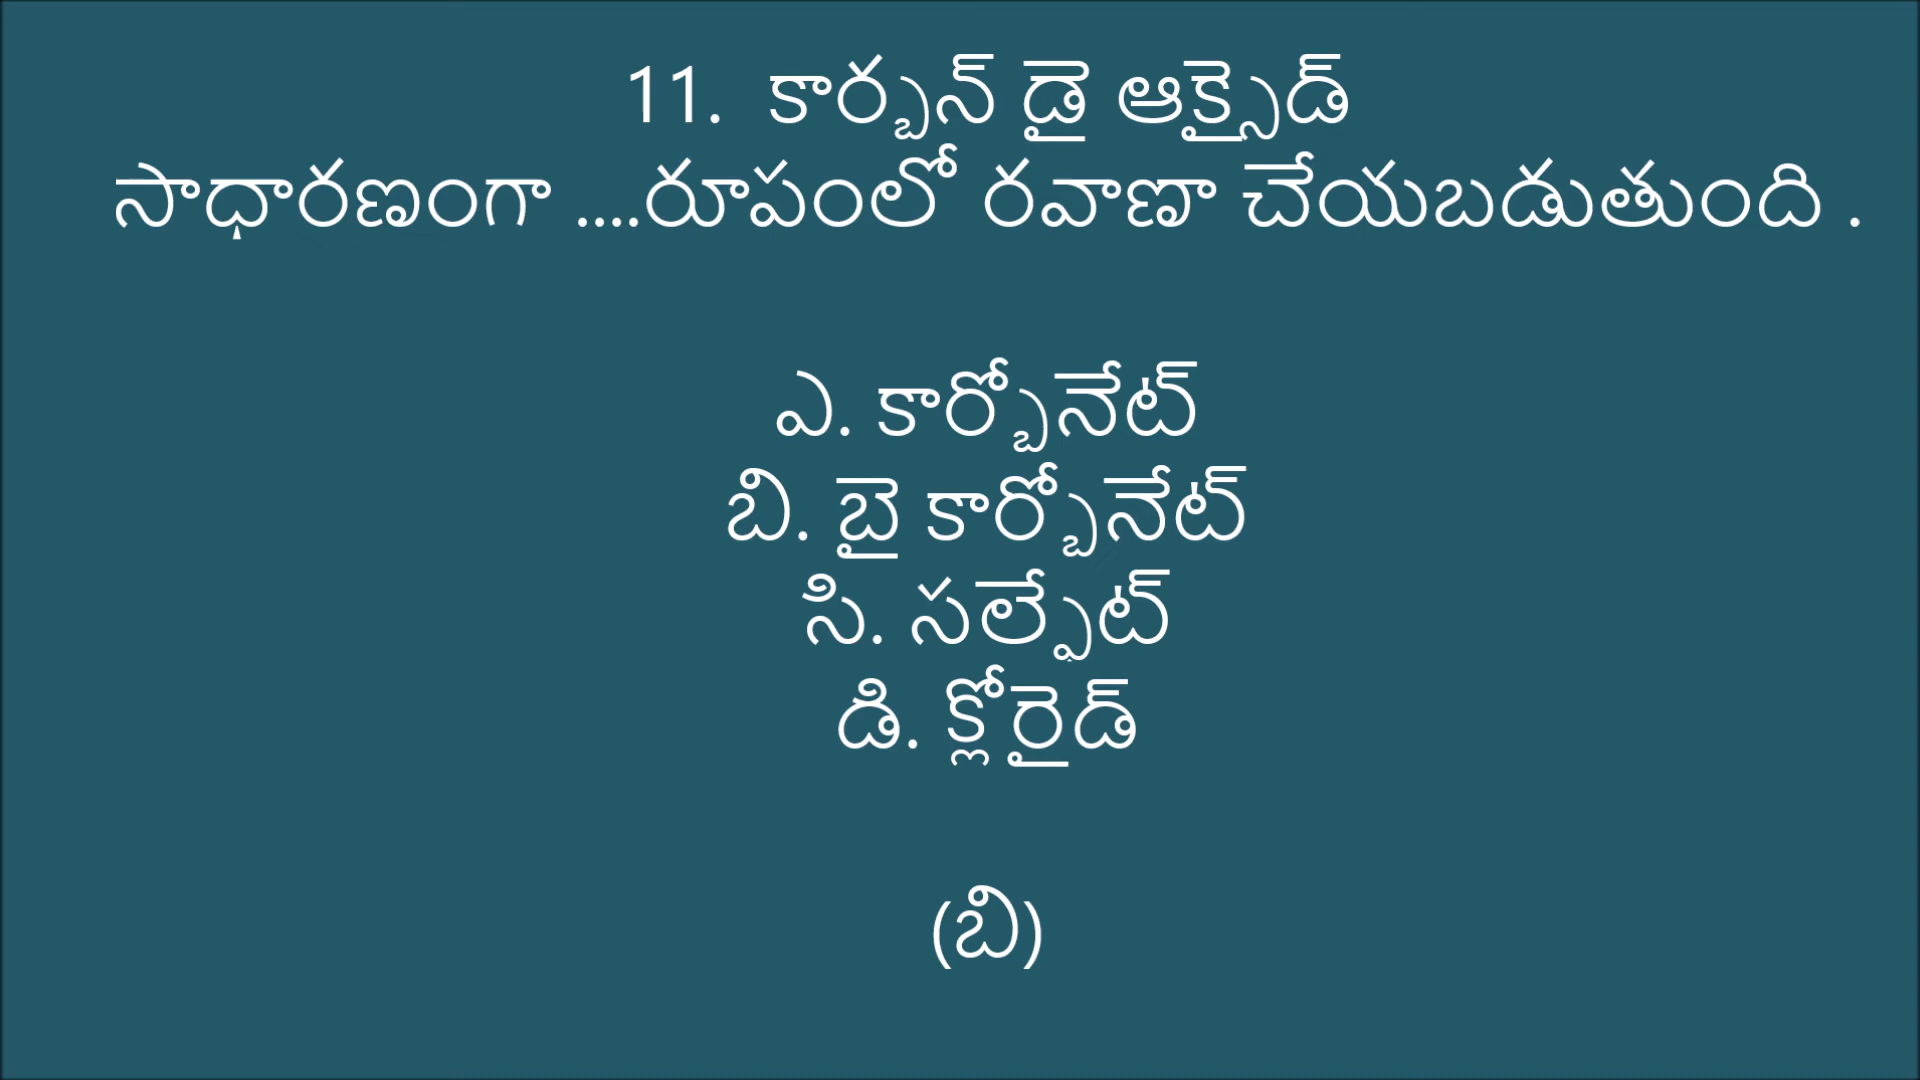 11. కార్బన్ డై ఆక్సైడ్
సాధారణంగా ....రూపంలో రవాణా చేయబడుతుంది .
ఎ. కార్బోనేట్
బి. బై కార్బోనేట్
సి. సల్ఫేట్
డి. క్లోరైడ్
(బి)